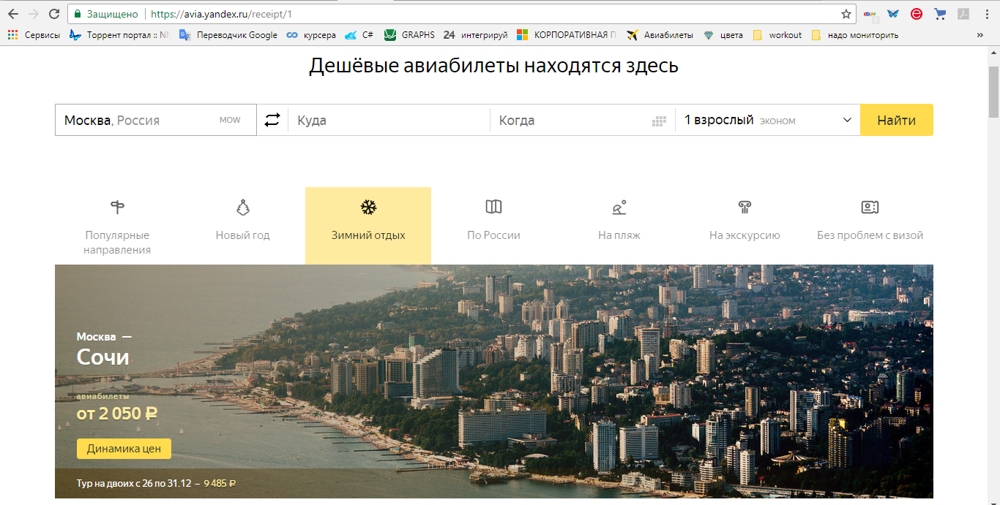 Защищено https://avia.yandex.ru/receipt/1
Сервисы Торрент портал :: NN Переводчик Google курсера C# GRAPHS 24 интегрируй КОРПОРАТИВНАЯ П Авиабилеты цвета workout надо мониторить »
Дешёвые авиабилеты находятся здесь
Москва, Россия MOW Куда Когда 1 взрослый эконом Найти
Популярные направления
Новый год
Зимний отдых
По России
На пляж
На экскурсию
Без проблем с визой
Москва —
Сочи
авиабилеты
от 2 050 ₽
Динамика цен
Тур на двоих с 26 по 31.12 – 9 485 ₽